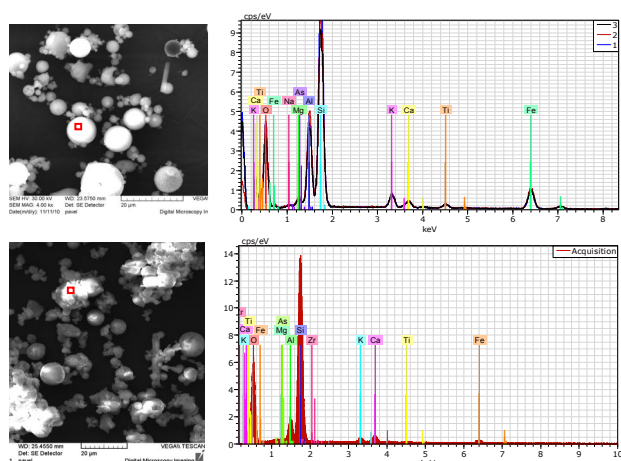 SEM HV: 30.00 kV WD: 23.5750 mm VEGA\\
SEM MAG: 4.00 kx Det: SE Detector 20 µm
Date(m/d/y): 11/11/10 pavel Digital Microscopy In
cps/eV
9
8
7
6
5
4
3
2
1
0
3
2
1
Ti As
Ca Fe Na Al
K O Mg Si K Ca Ti Fe
0 1 2 3 4 5 6 7 8
keV
WD: 25.4550 mm VEGA\\ TESCAN
Det: SE Detector 20 µm
pavel Digital Microscopy Imaging
cps/eV
14
12
10
8
6
4
2
0
Acquisition
Ti As
Ca Fe Mg Si
K O Al Zr K Ca Ti Fe
0 1 2 3 4 5 6 7 8 9 10